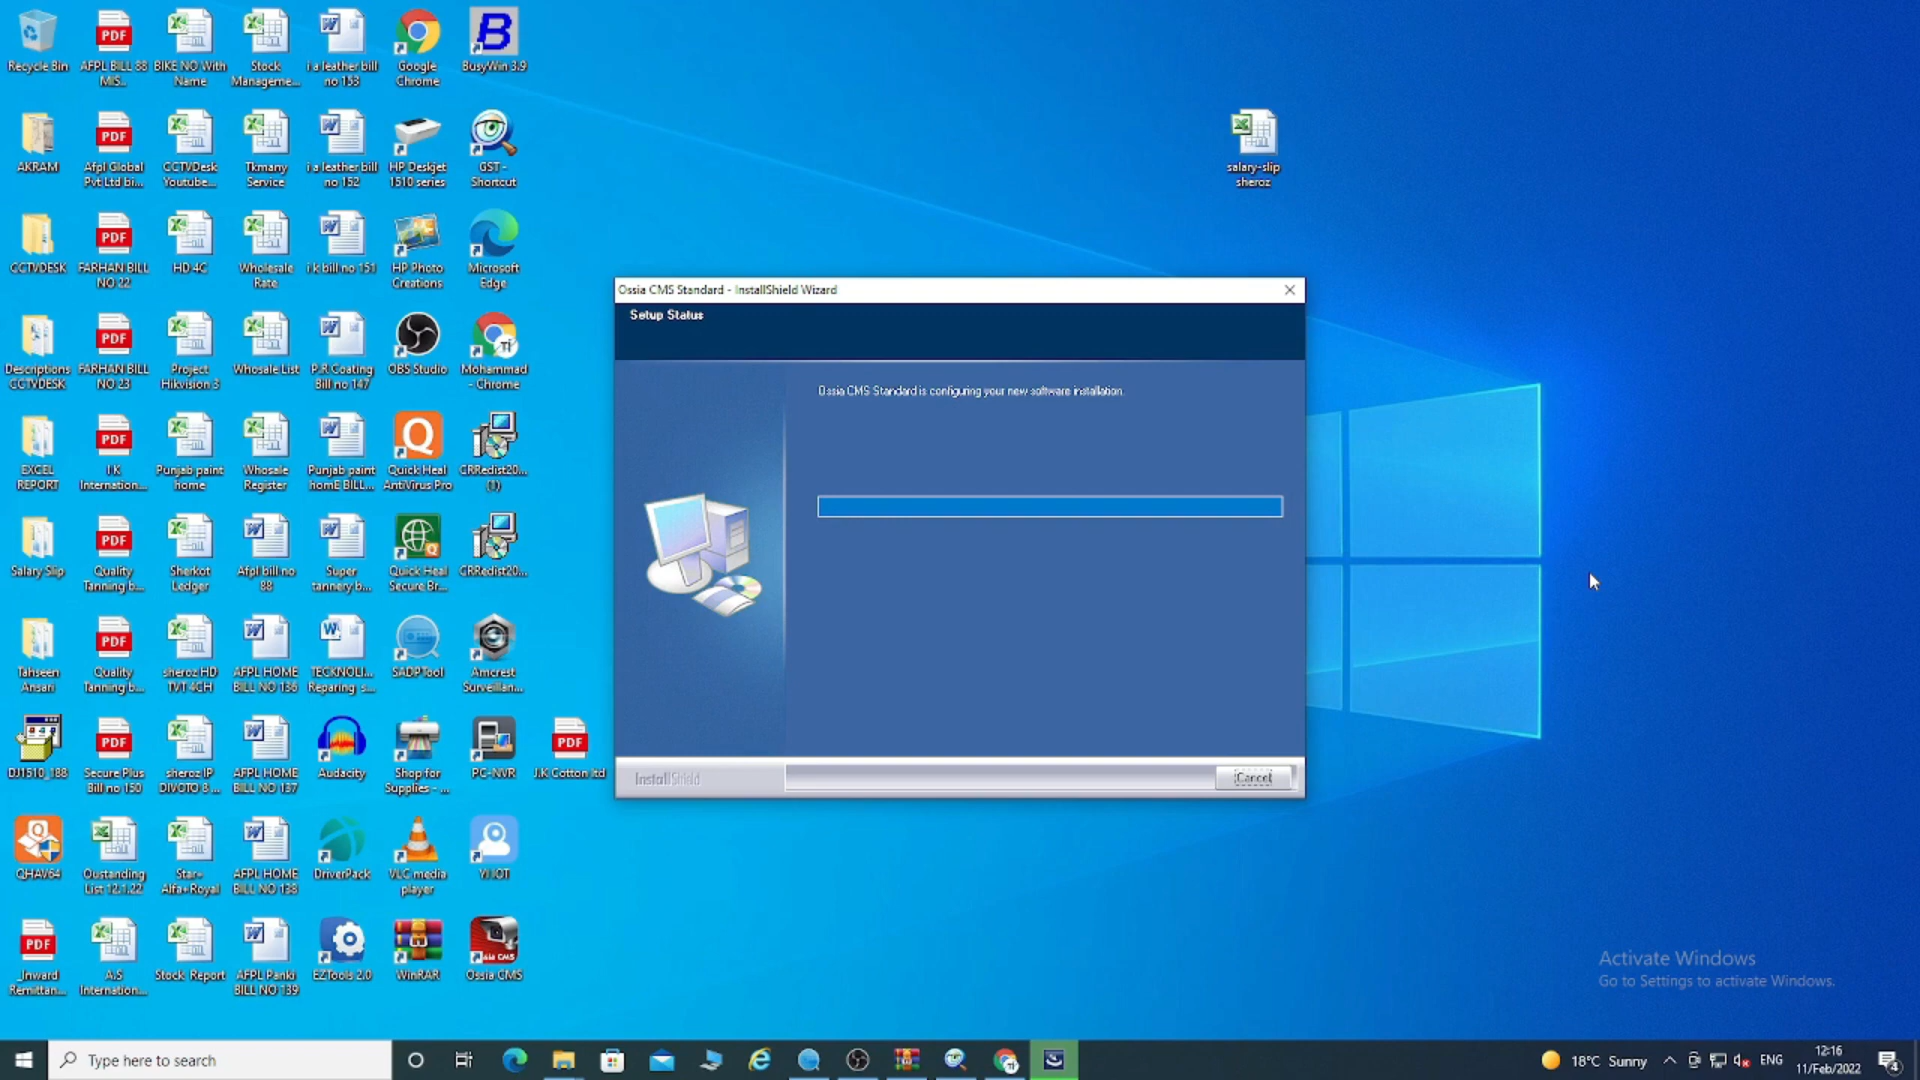 Recycle Bin
AFPL BILL 88
MIS..
BIKE NO With
Name
Stock
Manageme...
i a leather bill
no 153
Google
Chrome
BusyWin 3.9
AKRAM
Afpl Global
Pvt Ltd bi...
CCTVDesk
Youtube...
Tkmany
Service
i a leather bill
no 152
HP Deskjet
1510 series
GST -
Shortcut
salary-slip
sheroz
CCTVDESK
FARHAN BILL
NO 22
HD 4C
Wholesale
Rate
i k bill no 151
HP Photo
Creations
Microsoft
Edge
Descriptions
CCTVDESK
FARHAN BILL
NO 23
Project
Hikvision 3
Whosale List
P.R Coating
Bill no 147
OBS Studio
Mohammad
- Chrome
EXCEL
REPORT
I K
Internation...
Punjab paint
home
Whosale
Register
Punjab paint
homE BILL...
Quick Heal
AntiVirus Pro
CRRedist20...
(1)
Salary Slip
Quality
Tanning b...
Sherkot
Ledger
Afpl bill no
88
Super
tannery b...
Quick Heal
Secure Br...
CRRedist20...
Tahseen
Ansari
Quality
Tanning b...
sheroz HD
TVT 4CH
AFPL HOME
BILL NO 136
TECKNOLI...
Reparing s...
SADPTool
Amcrest
Surveillan...
DJ1510_188
Secure Plus
Bill no 150
sheroz IP
DIVOTO 8 ...
AFPL HOME
BILL NO 137
Audacity
Shop for
Supplies - ...
PC-NVR
J.K Cotton ltd
QHAV64
Oustanding
List 12.1.22
Star+
Alfa+Royal
AFPL HOME
BILL NO 138
DriverPack
VLC media
player
YI IOT
_Inward
Remittan...
A.S
Internation...
Stock Report
AFPL Panki
BILL NO 139
EZTools 2.0
WinRAR
Ossia CMS
Ossia CMS Standard - InstallShield Wizard
Setup Status
Ossia CMS Standard is configuring your new software installation.
InstallShield
Cancel
Activate Windows
Go to Settings to activate Windows.
Type here to search
18°C Sunny
ENG
12:16
11/Feb/2022
4